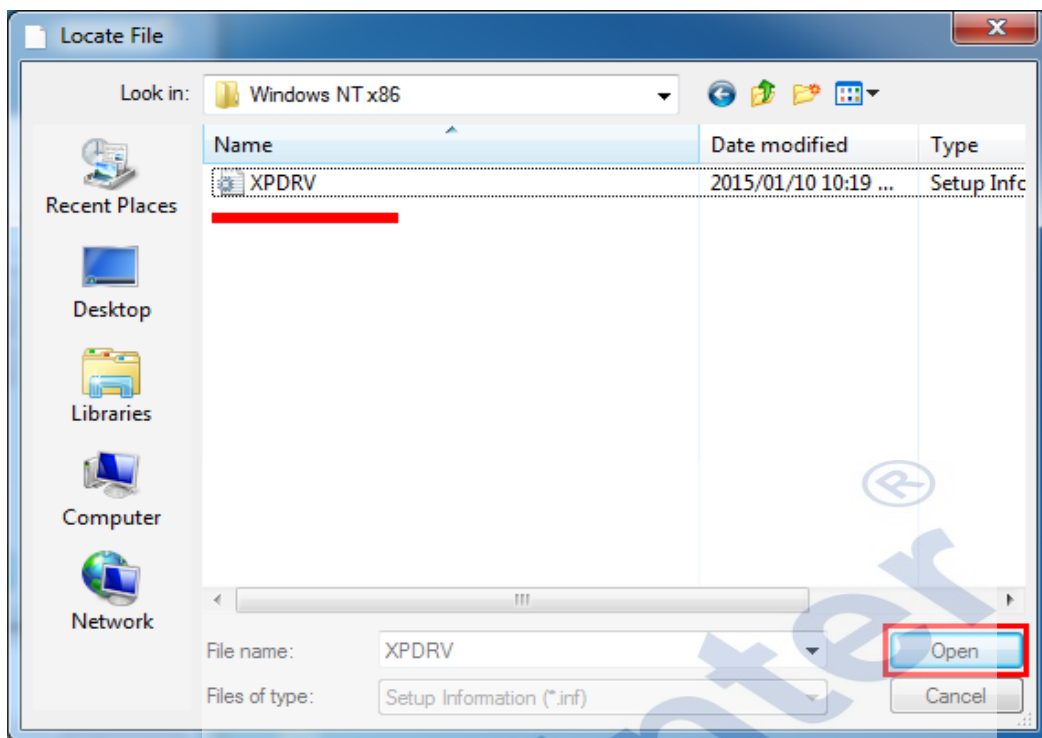 Locate File
Look in: Windows NT x86
Name Date modified Type
XPDRV 2015/01/10 10:19 ... Setup Info
Recent Places
Desktop
Libraries
Computer
Network
File name: XPDRV Open
Files of type: Setup Information (*.inf) Cancel
®